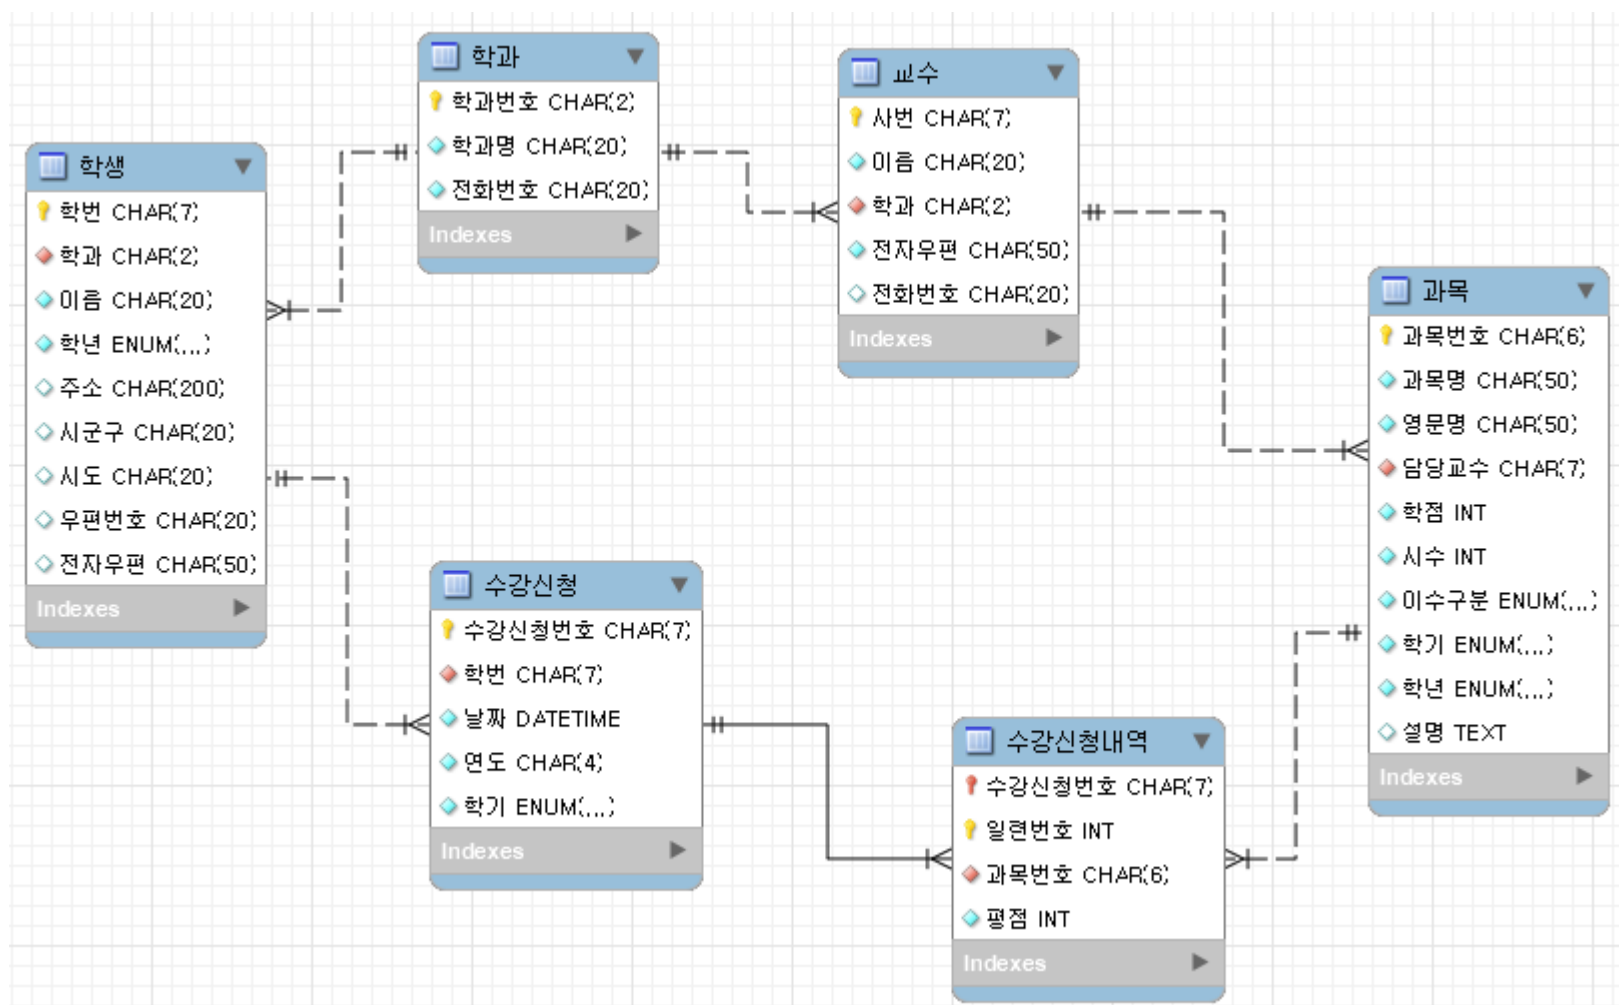 학과
학과번호 CHAR(2)
학과명 CHAR(20)
전화번호 CHAR(20)
Indexes
교수
사번 CHAR(7)
이름 CHAR(20)
학과 CHAR(2)
전자우편 CHAR(50)
전화번호 CHAR(20)
Indexes
학생
학번 CHAR(7)
학과 CHAR(2)
이름 CHAR(20)
학년 ENUM(...)
주소 CHAR(200)
시군구 CHAR(20)
시도 CHAR(20)
우편번호 CHAR(20)
전자우편 CHAR(50)
Indexes
과목
과목번호 CHAR(6)
과목명 CHAR(50)
영문명 CHAR(50)
담당교수 CHAR(7)
학점 INT
시수 INT
이수구분 ENUM(...)
학기 ENUM(...)
학년 ENUM(...)
설명 TEXT
Indexes
수강신청
수강신청번호 CHAR(7)
학번 CHAR(7)
날짜 DATETIME
연도 CHAR(4)
학기 ENUM(...)
Indexes
수강신청내역
수강신청번호 CHAR(7)
일련번호 INT
과목번호 CHAR(6)
평점 INT
Indexes